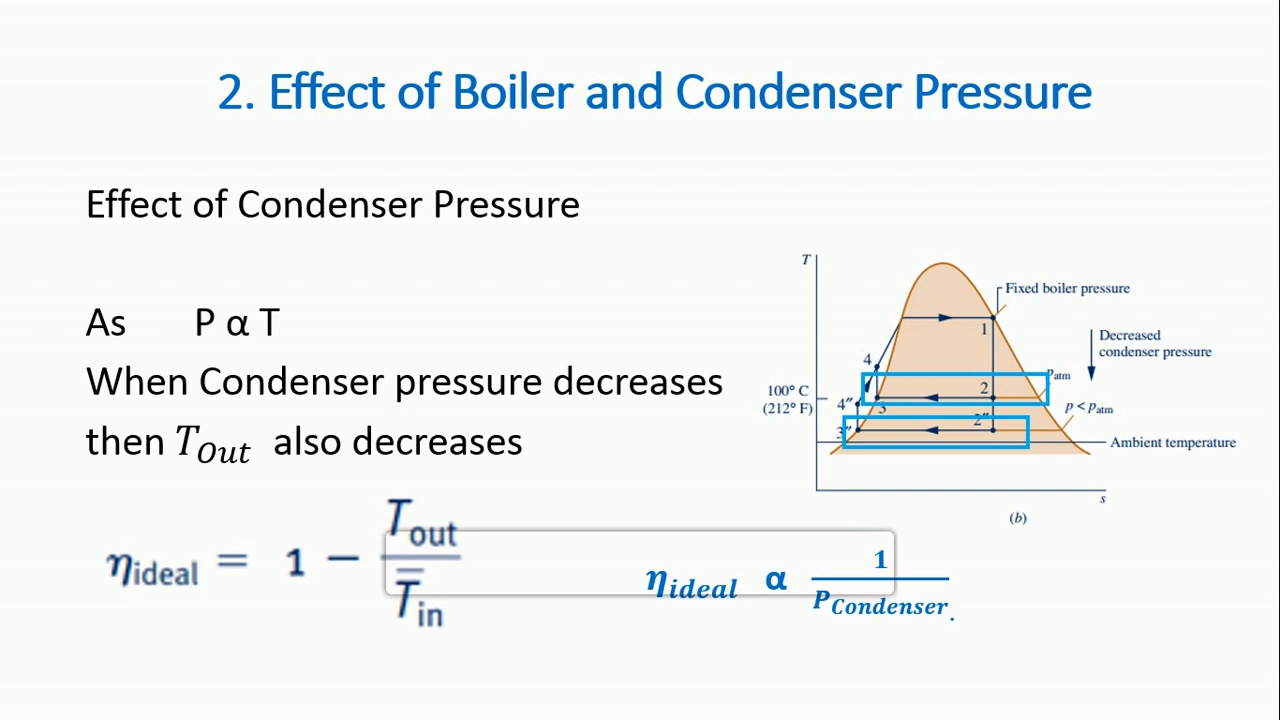 2. Effect of Boiler and Condenser Pressure
Effect of Condenser Pressure
As P α T
When Condenser pressure decreases
then T_Out also decreases
η_ideal = 1 − T_out / T̅_in
η_ideal α 1 / P_Condenser.
T
Fixed boiler pressure
1
Decreased
condenser pressure
4
p_atm
100° C
(212° F)
2
3
4″
p < p_atm
2″
3″
Ambient temperature
s
(b)